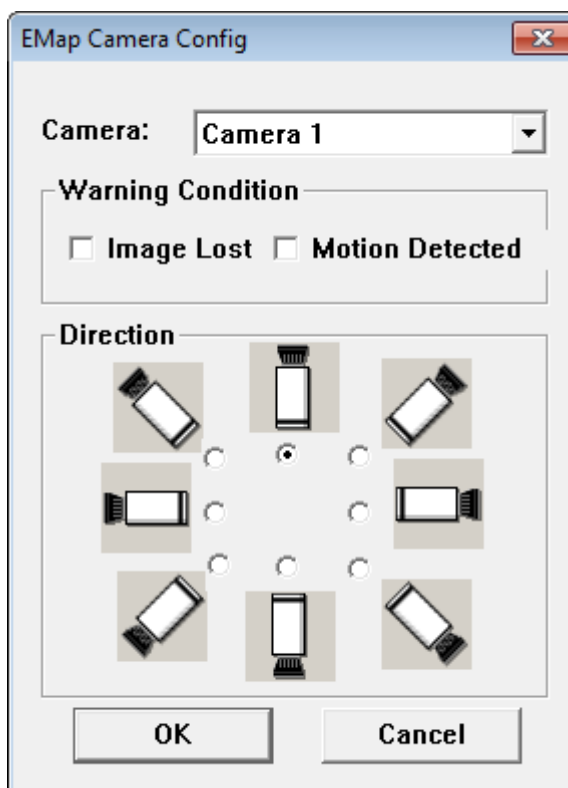 EMap Camera Config
Camera: Camera 1
Warning Condition
Image Lost Motion Detected
Direction
OK Cancel